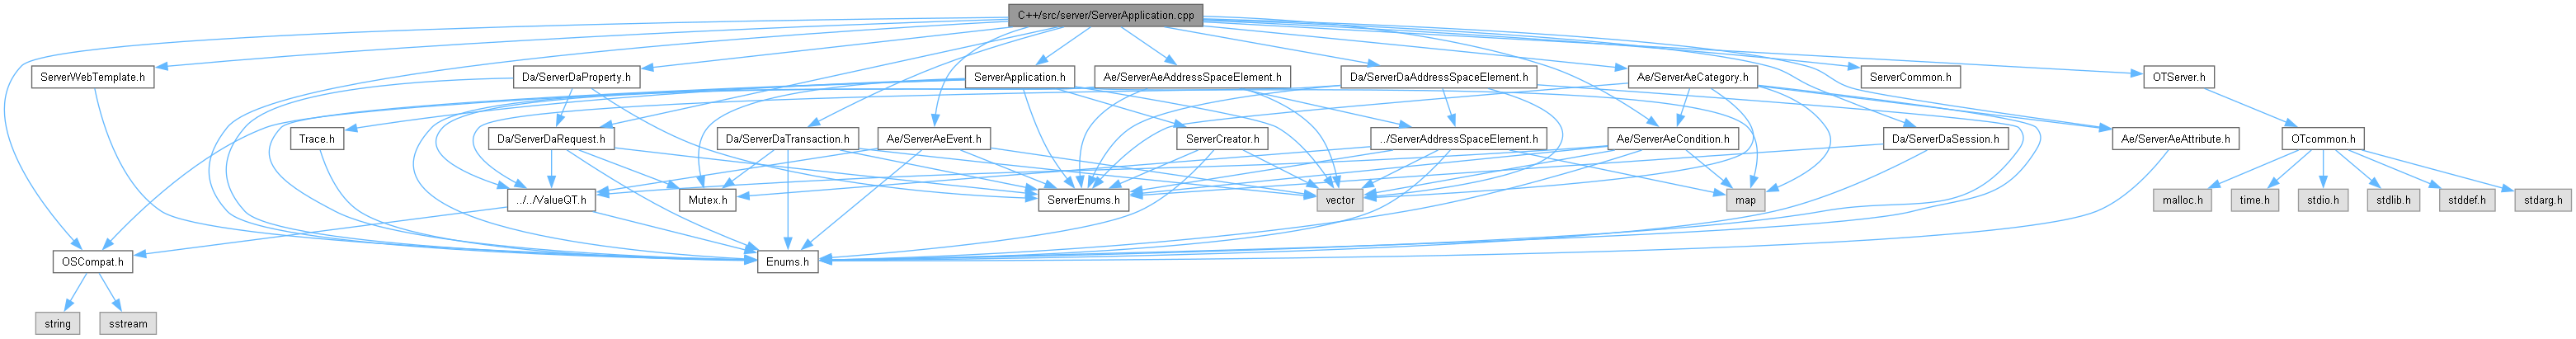 C++/src/server/ServerApplication.cpp
ServerWebTemplate.h
Da/ServerDaProperty.h
ServerApplication.h
Ae/ServerAeAddressSpaceElement.h
Da/ServerDaAddressSpaceElement.h
Ae/ServerAeCategory.h
ServerCommon.h
OTServer.h
Trace.h
Da/ServerDaRequest.h
Da/ServerDaTransaction.h
Ae/ServerAeEvent.h
ServerCreator.h
../ServerAddressSpaceElement.h
Ae/ServerAeCondition.h
Da/ServerDaSession.h
Ae/ServerAeAttribute.h
OTcommon.h
../../ValueQT.h
Mutex.h
ServerEnums.h
vector
map
malloc.h
time.h
stdio.h
stdlib.h
stddef.h
stdarg.h
OSCompat.h
Enums.h
string
sstream